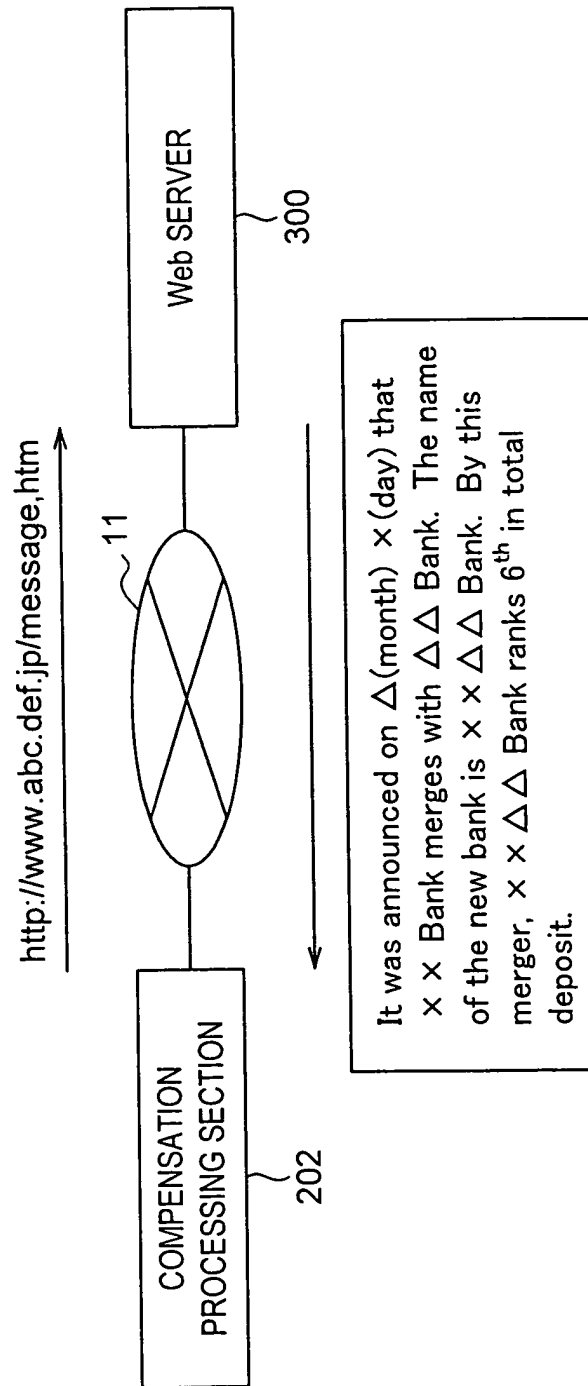 http://www.abc.def.jp/message,htm
11
COMPENSATION
PROCESSING SECTION
202
Web SERVER
300
It was announced on △(month) ×(day) that
× × Bank merges with △△ Bank. The name
of the new bank is × ×△△ Bank. By this
merger, × ×△△ Bank ranks 6th in total
deposit.